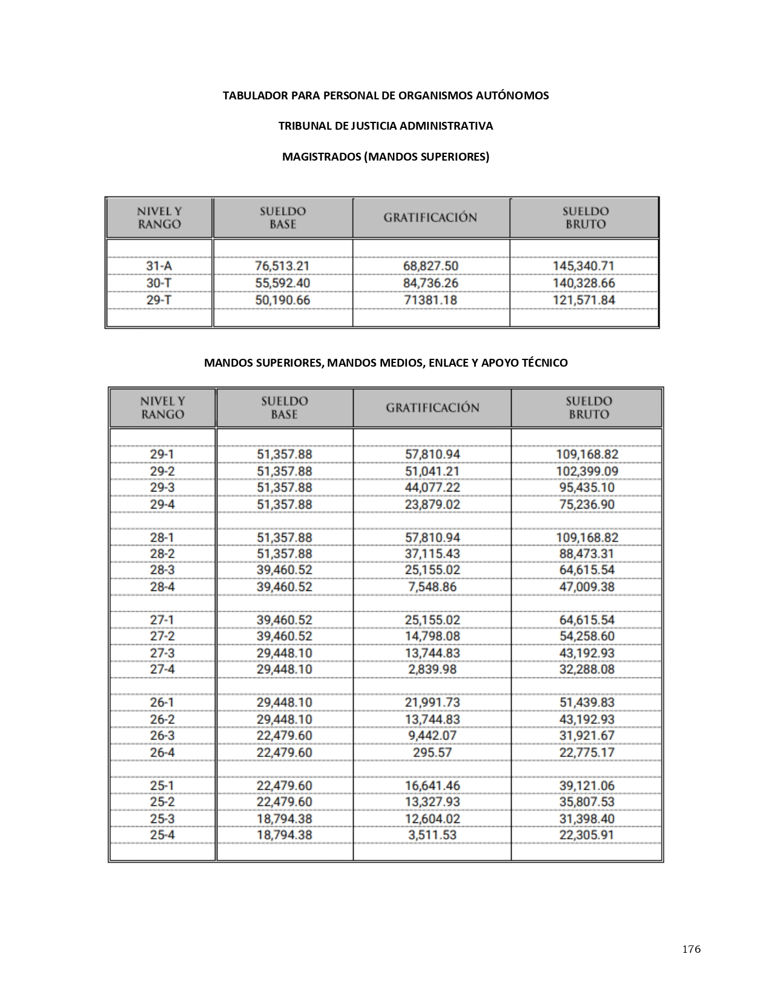 TABULADOR PARA PERSONAL DE ORGANISMOS AUTÓNOMOS
TRIBUNAL DE JUSTICIA ADMINISTRATIVA
MAGISTRADOS (MANDOS SUPERIORES)
NIVEL Y RANGO SUELDO BASE GRATIFICACIÓN SUELDO BRUTO
31-A 76,513.21 68,827.50 145,340.71
30-T 55,592.40 84,736.26 140,328.66
29-T 50,190.66 71381.18 121,571.84
MANDOS SUPERIORES, MANDOS MEDIOS, ENLACE Y APOYO TÉCNICO
NIVEL Y RANGO SUELDO BASE GRATIFICACIÓN SUELDO BRUTO
29-1 51,357.88 57,810.94 109,168.82
29-2 51,357.88 51,041.21 102,399.09
29-3 51,357.88 44,077.22 95,435.10
29-4 51,357.88 23,879.02 75,236.90
28-1 51,357.88 57,810.94 109,168.82
28-2 51,357.88 37,115.43 88,473.31
28-3 39,460.52 25,155.02 64,615.54
28-4 39,460.52 7,548.86 47,009.38
27-1 39,460.52 25,155.02 64,615.54
27-2 39,460.52 14,798.08 54,258.60
27-3 29,448.10 13,744.83 43,192.93
27-4 29,448.10 2,839.98 32,288.08
26-1 29,448.10 21,991.73 51,439.83
26-2 29,448.10 13,744.83 43,192.93
26-3 22,479.60 9,442.07 31,921.67
26-4 22,479.60 295.57 22,775.17
25-1 22,479.60 16,641.46 39,121.06
25-2 22,479.60 13,327.93 35,807.53
25-3 18,794.38 12,604.02 31,398.40
25-4 18,794.38 3,511.53 22,305.91
176